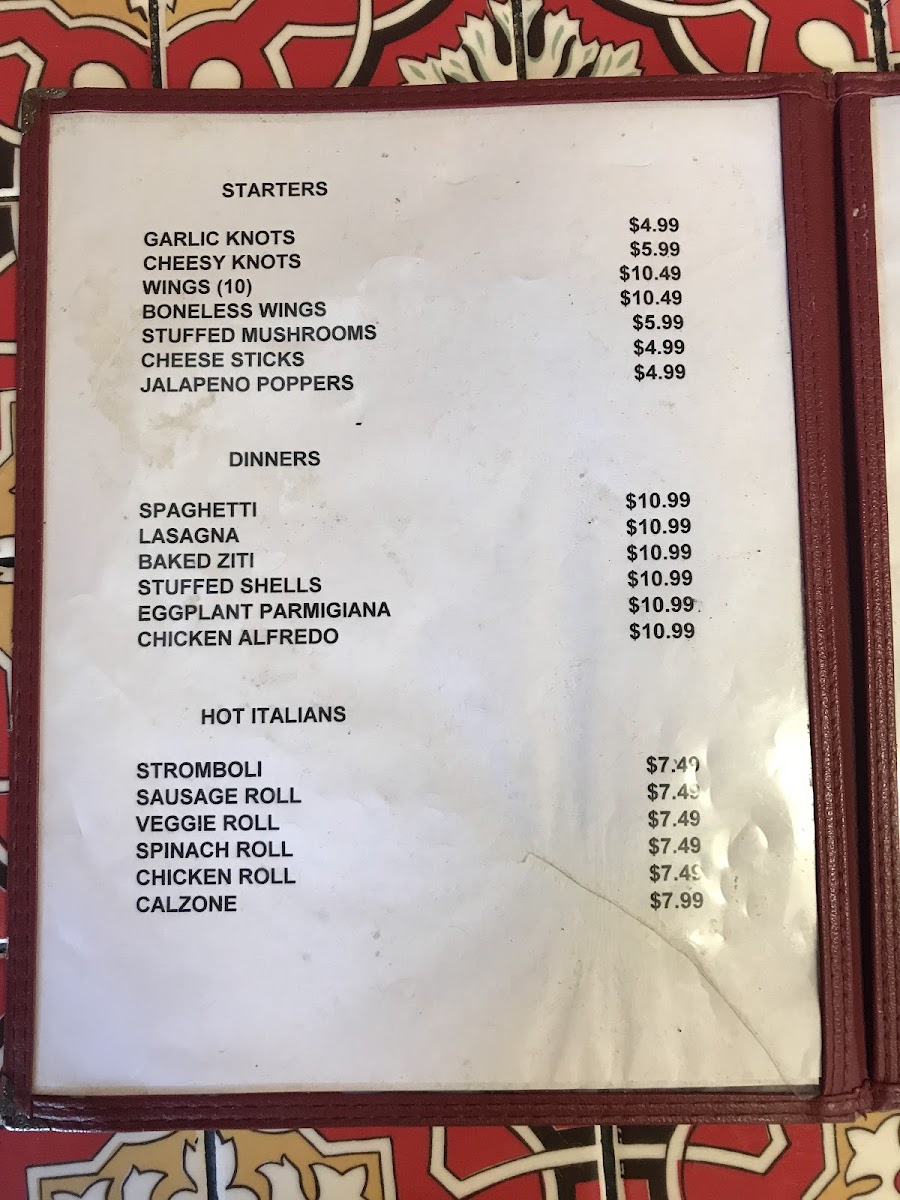 STARTERS
GARLIC KNOTS $4.99
CHEESY KNOTS $5.99
WINGS (10) $10.49
BONELESS WINGS $10.49
STUFFED MUSHROOMS $5.99
CHEESE STICKS $4.99
JALAPENO POPPERS $4.99
DINNERS
SPAGHETTI $10.99
LASAGNA $10.99
BAKED ZITI $10.99
STUFFED SHELLS $10.99
EGGPLANT PARMIGIANA $10.99
CHICKEN ALFREDO $10.99
HOT ITALIANS
STROMBOLI $7.49
SAUSAGE ROLL $7.49
VEGGIE ROLL $7.49
SPINACH ROLL $7.49
CHICKEN ROLL $7.49
CALZONE $7.99